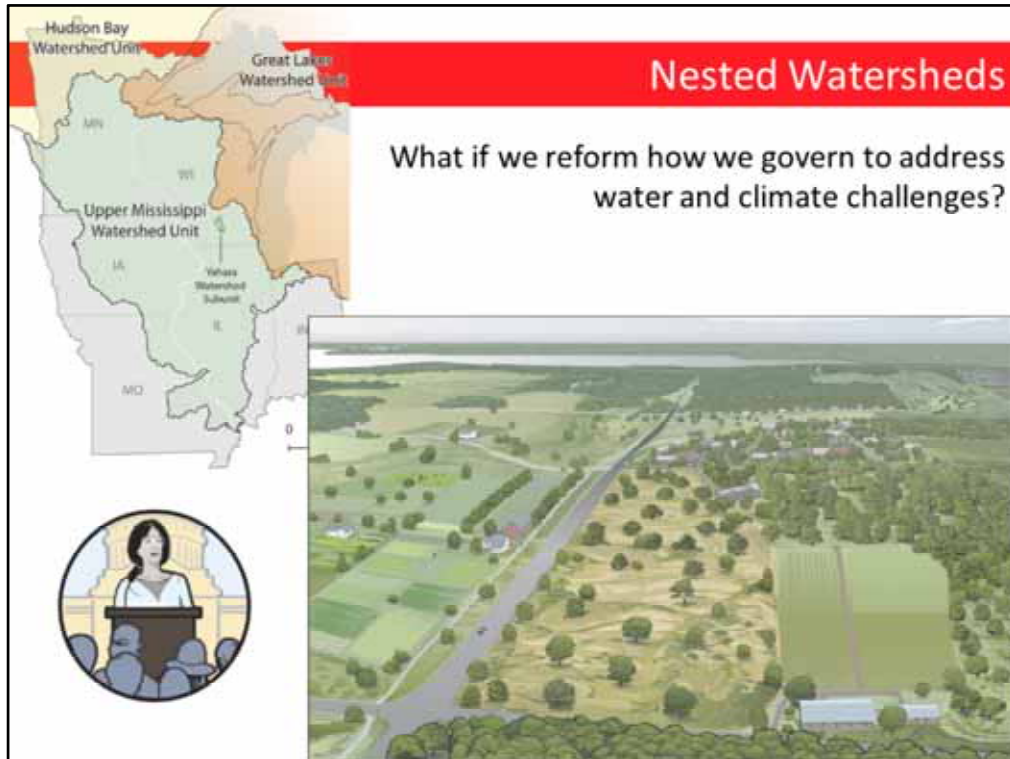 Hudson Bay
Watershed Unit
Great Lakes
Watershed Unit
Nested Watersheds
What if we reform how we govern to address
water and climate challenges?
MN
WI
Upper Mississippi
Watershed Unit
IA
Yahara
Watershed
Subunit
IL
IN
MO
0